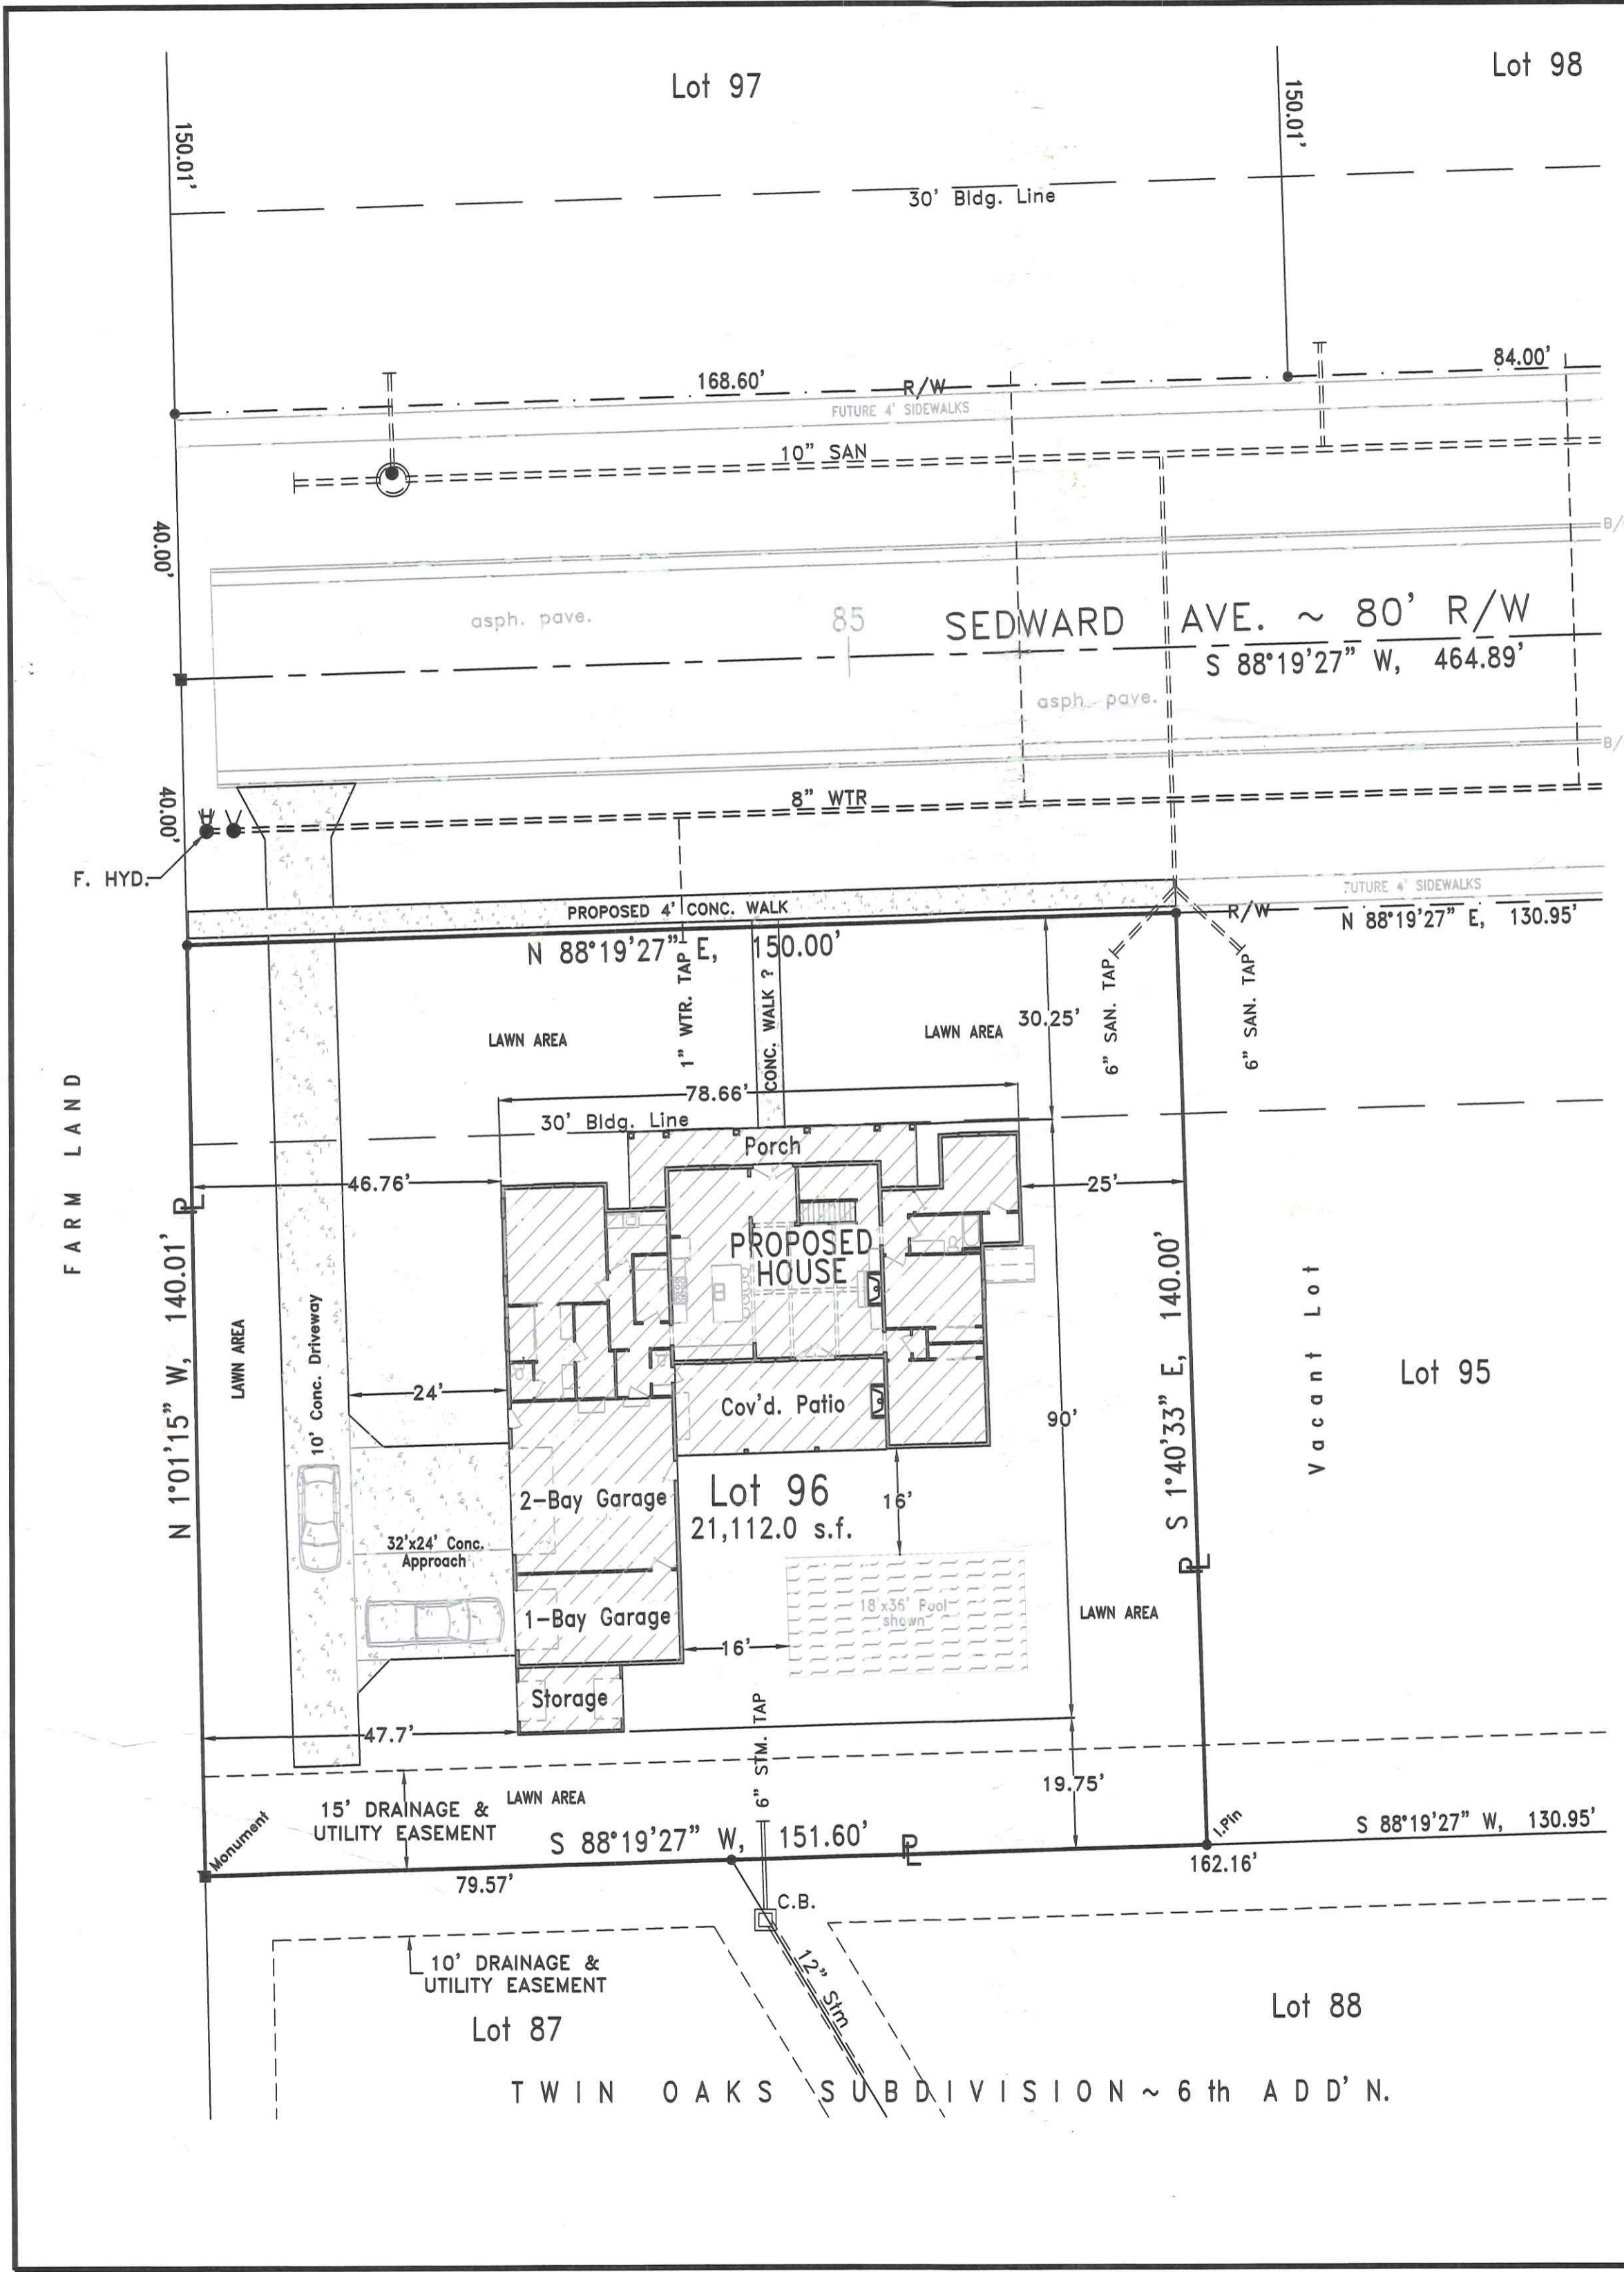 Lot 97
Lot 98
150.01'
150.01'
30' Bldg. Line
168.60'
R/W
84.00'
FUTURE 4' SIDEWALKS
10" SAN
40.00'
B/
asph. pave.
85
SEDWARD AVE. ~ 80' R/W
S 88°19'27" W, 464.89'
asph. pave.
B/
40.00'
8" WTR
F. HYD.
PROPOSED 4' CONC. WALK
FUTURE 4' SIDEWALKS
R/W
N 88°19'27" E, 130.95'
N 88°19'27" E, 150.00'
1" WTR. TAP
CONC. WALK ?
6" SAN. TAP
6" SAN. TAP
LAWN AREA
LAWN AREA
30.25'
78.66'
30' Bldg. Line
Porch
FARM LAND
46.76'
25'
PL
PROPOSED
HOUSE
N 1°01'15" W, 140.01'
S 1°40'33" E, 140.00'
Vacant Lot
Lot 95
LAWN AREA
10' Conc. Driveway
24'
Cov'd. Patio
90'
2-Bay Garage
Lot 96
21,112.0 s.f.
16'
32'x24' Conc.
Approach
PL
1-Bay Garage
18'x36' Pool
shown
LAWN AREA
16'
Storage
47.7'
6" STM. TAP
19.75'
LAWN AREA
15' DRAINAGE &
UTILITY EASEMENT
Monument
S 88°19'27" W, 151.60'
PL
I.Pin
S 88°19'27" W, 130.95'
79.57'
162.16'
C.B.
10' DRAINAGE &
UTILITY EASEMENT
12" Stm
Lot 87
Lot 88
TWIN OAKS SUBDIVISION ~ 6th ADD'N.